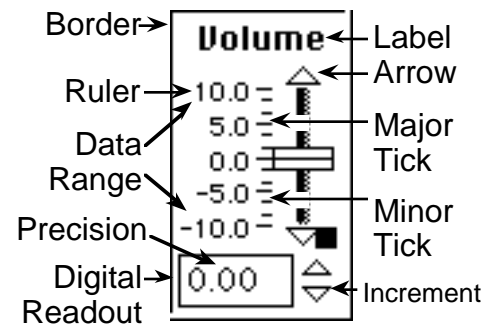 Border
Volume
Label
Arrow
Ruler
10.0
5.0
Data
Range
0.0
Major
Tick
-5.0
-10.0
Minor
Tick
Precision
Digital
Readout
0.00
Increment